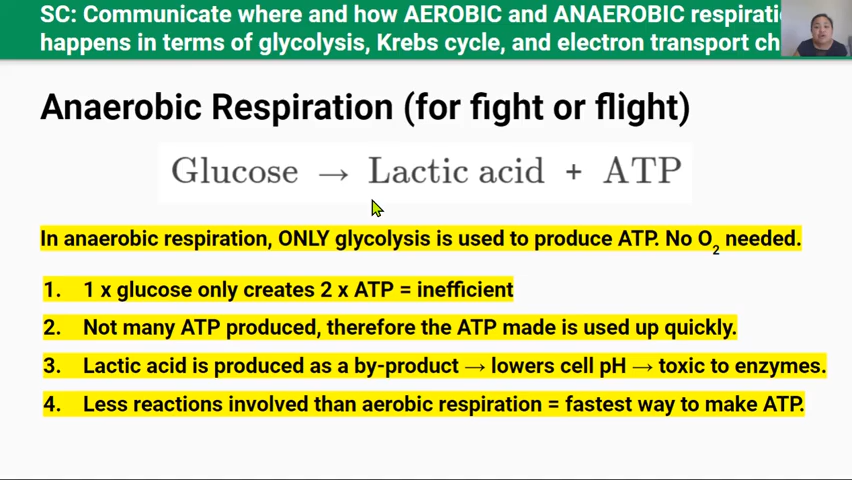 SC: Communicate where and how AEROBIC and ANAEROBIC
happens in terms of glycolysis, Krebs cycle, and electron transport
Anaerobic Respiration (for fight or flight)
Glucose → Lactic acid + ATP
In anaerobic respiration, ONLY glycolysis is used to produce ATP. No O₂ needed.
1. 1 x glucose only creates 2 x ATP = inefficient
2. Not many ATP produced, therefore the ATP made is used up quickly.
3. Lactic acid is produced as a by-product → lowers cell pH → toxic to enzymes.
4. Less reactions involved than aerobic respiration = fastest way to make ATP.